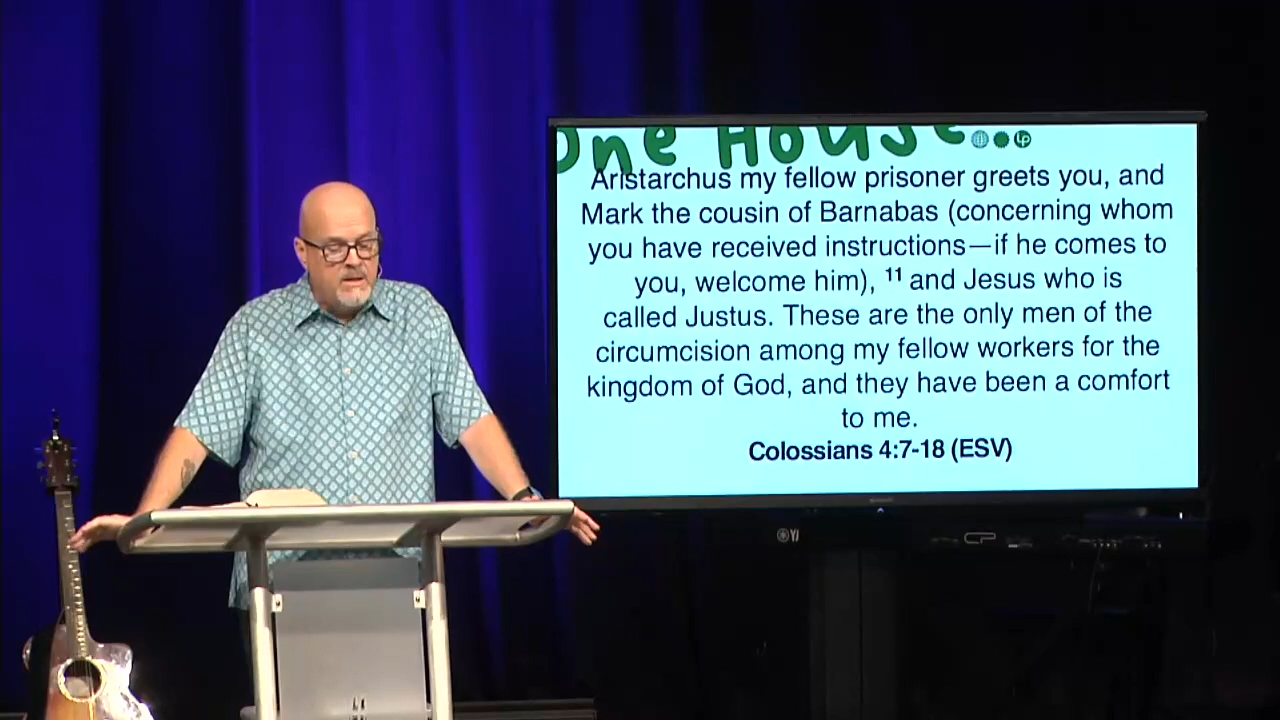 One House...
Aristarchus my fellow prisoner greets you, and
Mark the cousin of Barnabas (concerning whom
you have received instructions—if he comes to
you, welcome him), ¹¹ and Jesus who is
called Justus. These are the only men of the
circumcision among my fellow workers for the
kingdom of God, and they have been a comfort
to me.
Colossians 4:7-18 (ESV)